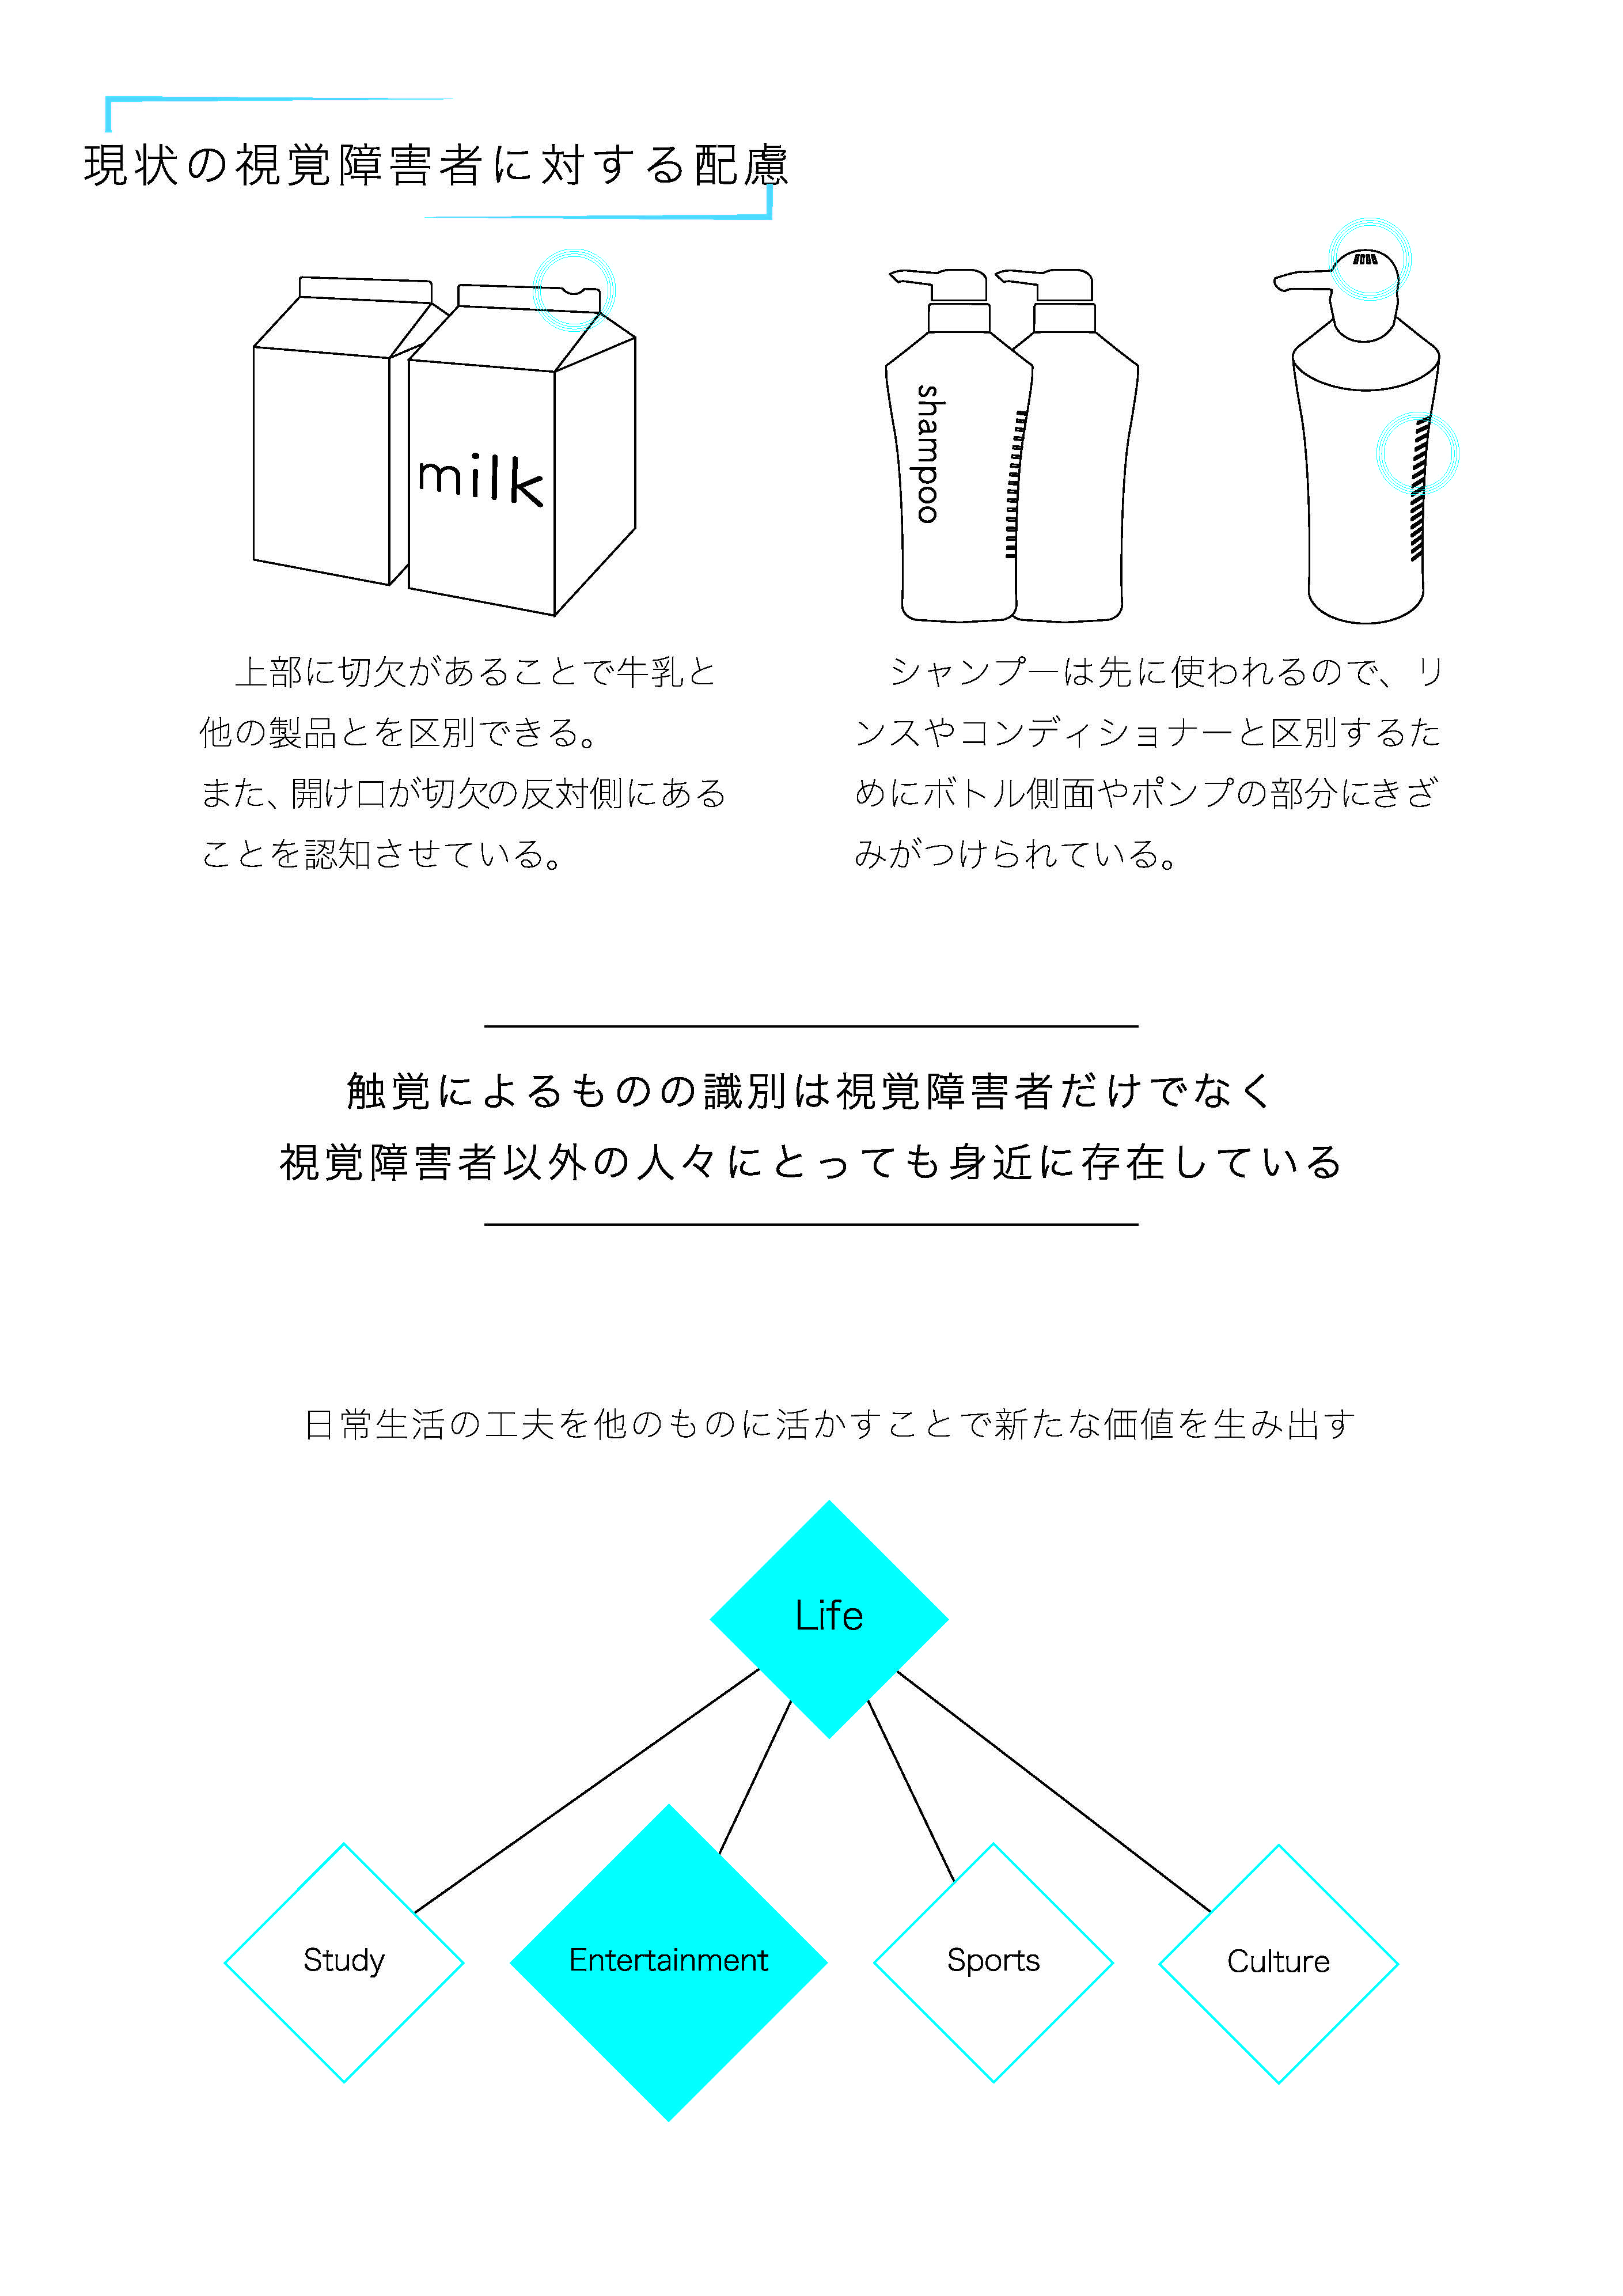 現状の視覚障害者に対する配慮
milk
shampoo
上部に切欠があることで牛乳と
他の製品とを区別できる。
また、開け口が切欠の反対側にある
ことを認知させている。
シャンプーは先に使われるので、リ
ンスやコンディショナーと区別するた
めにボトル側面やポンプの部分にきざ
みがつけられている。
触覚によるものの識別は視覚障害者だけでなく
視覚障害者以外の人々にとっても身近に存在している
日常生活の工夫を他のものに活かすことで新たな価値を生み出す
Life
Study
Entertainment
Sports
Culture